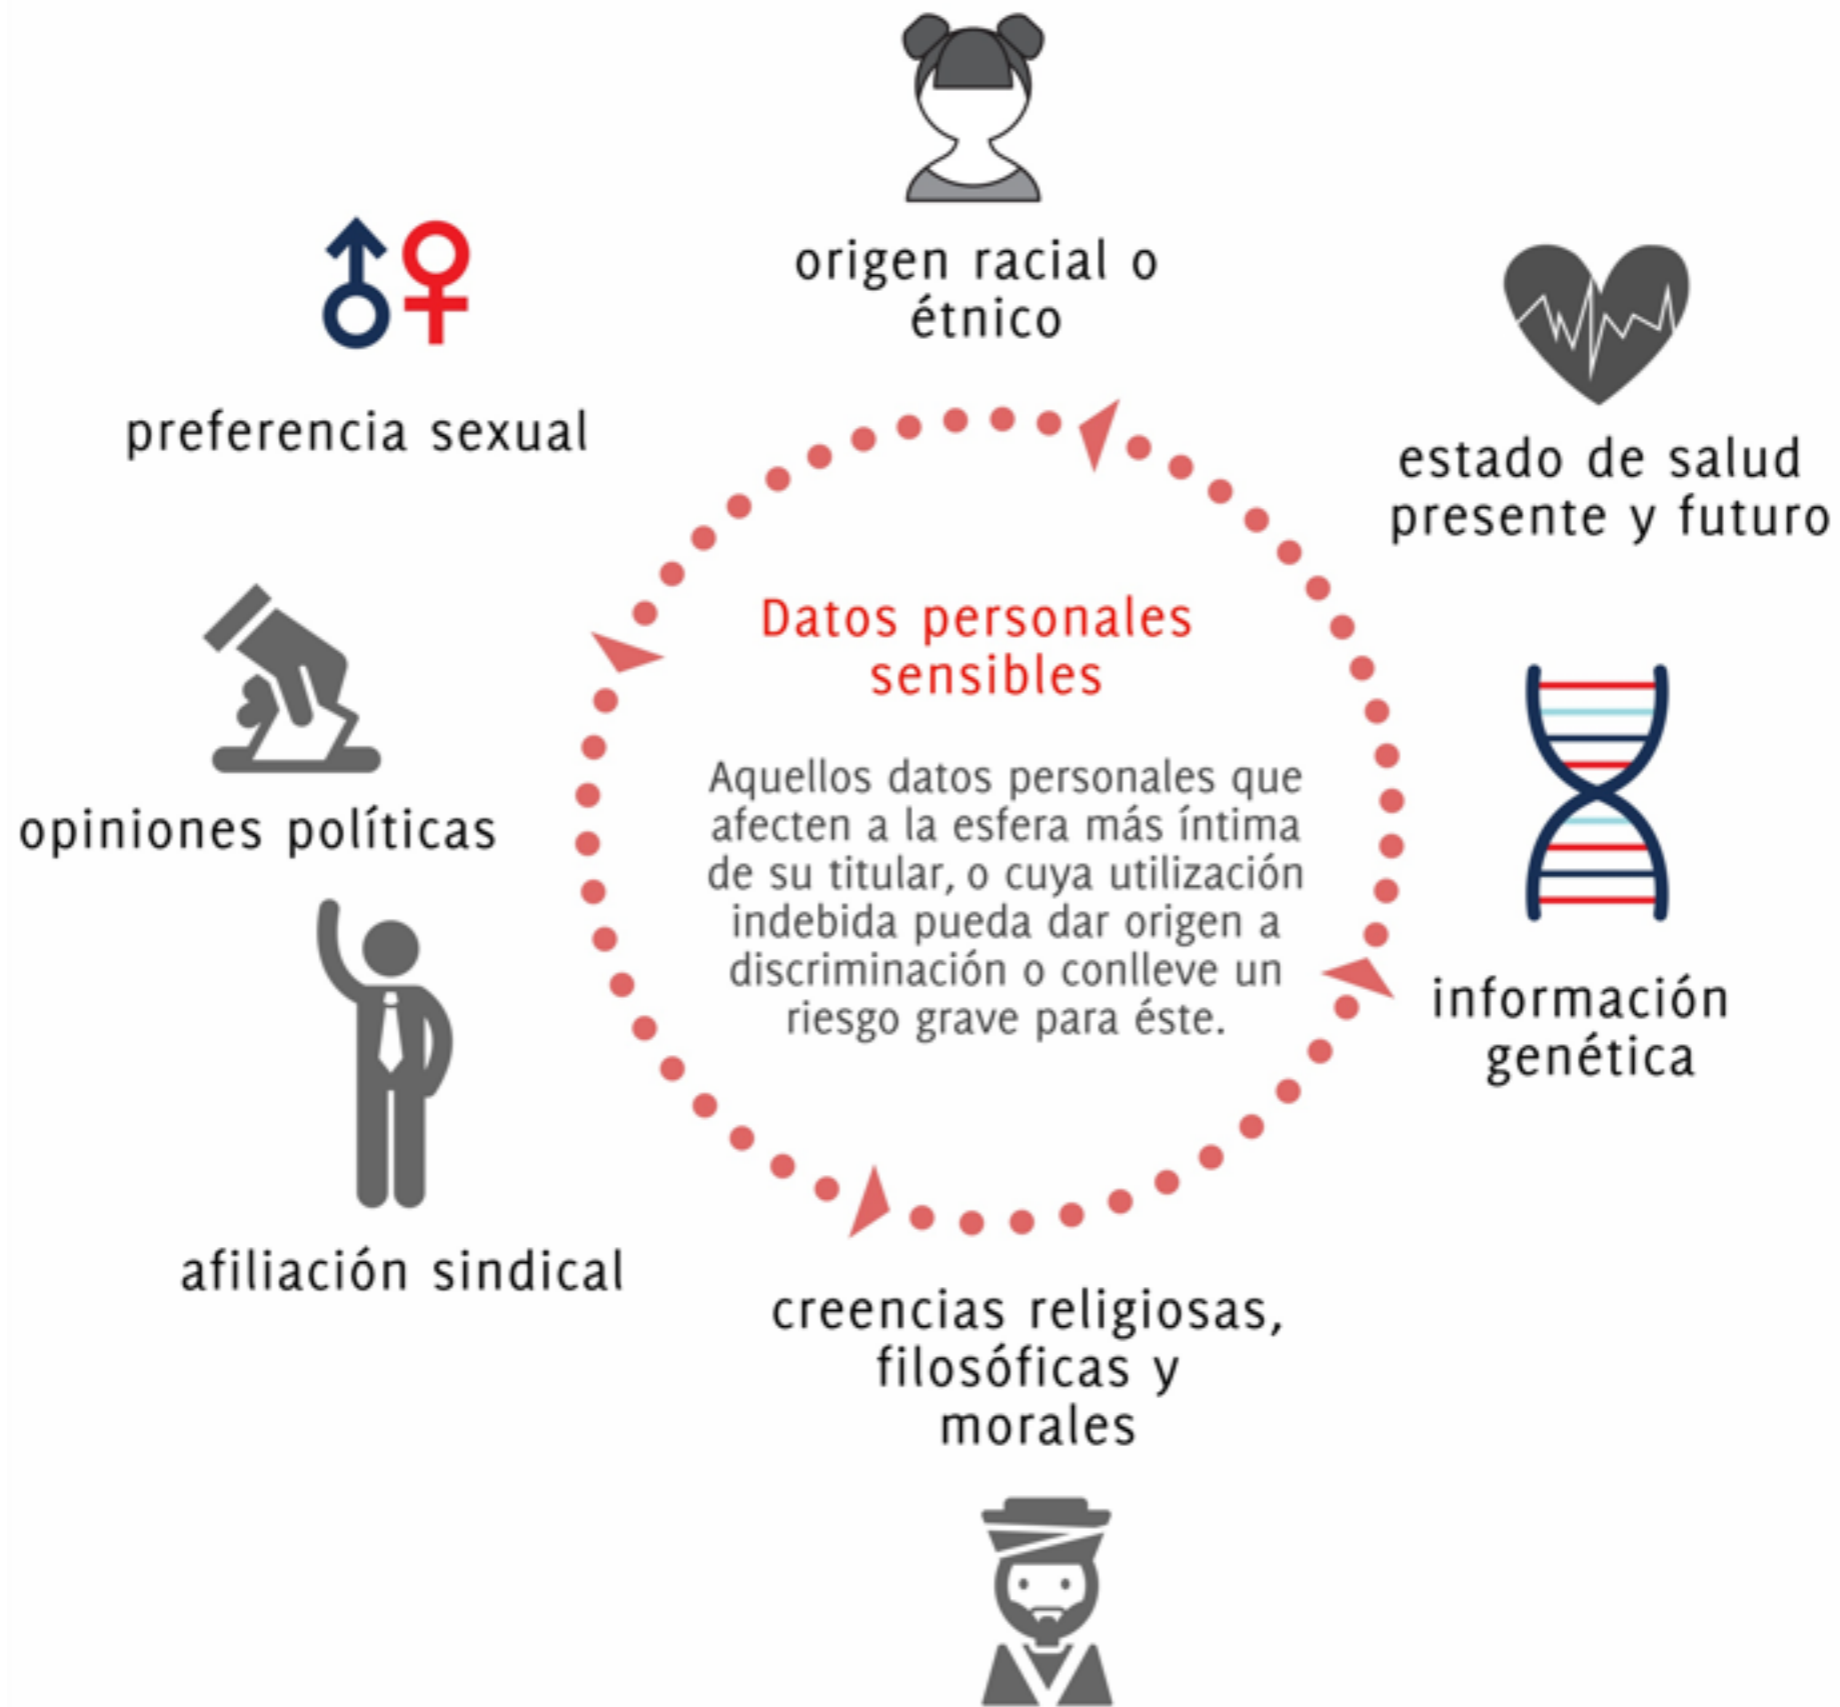 origen racial o
étnico
preferencia sexual
estado de salud
presente y futuro
Datos personales
sensibles
Aquellos datos personales que
afecten a la esfera más íntima
de su titular, o cuya utilización
indebida pueda dar origen a
discriminación o conlleve un
riesgo grave para éste.
opiniones políticas
información
genética
afiliación sindical
creencias religiosas,
filosóficas y
morales